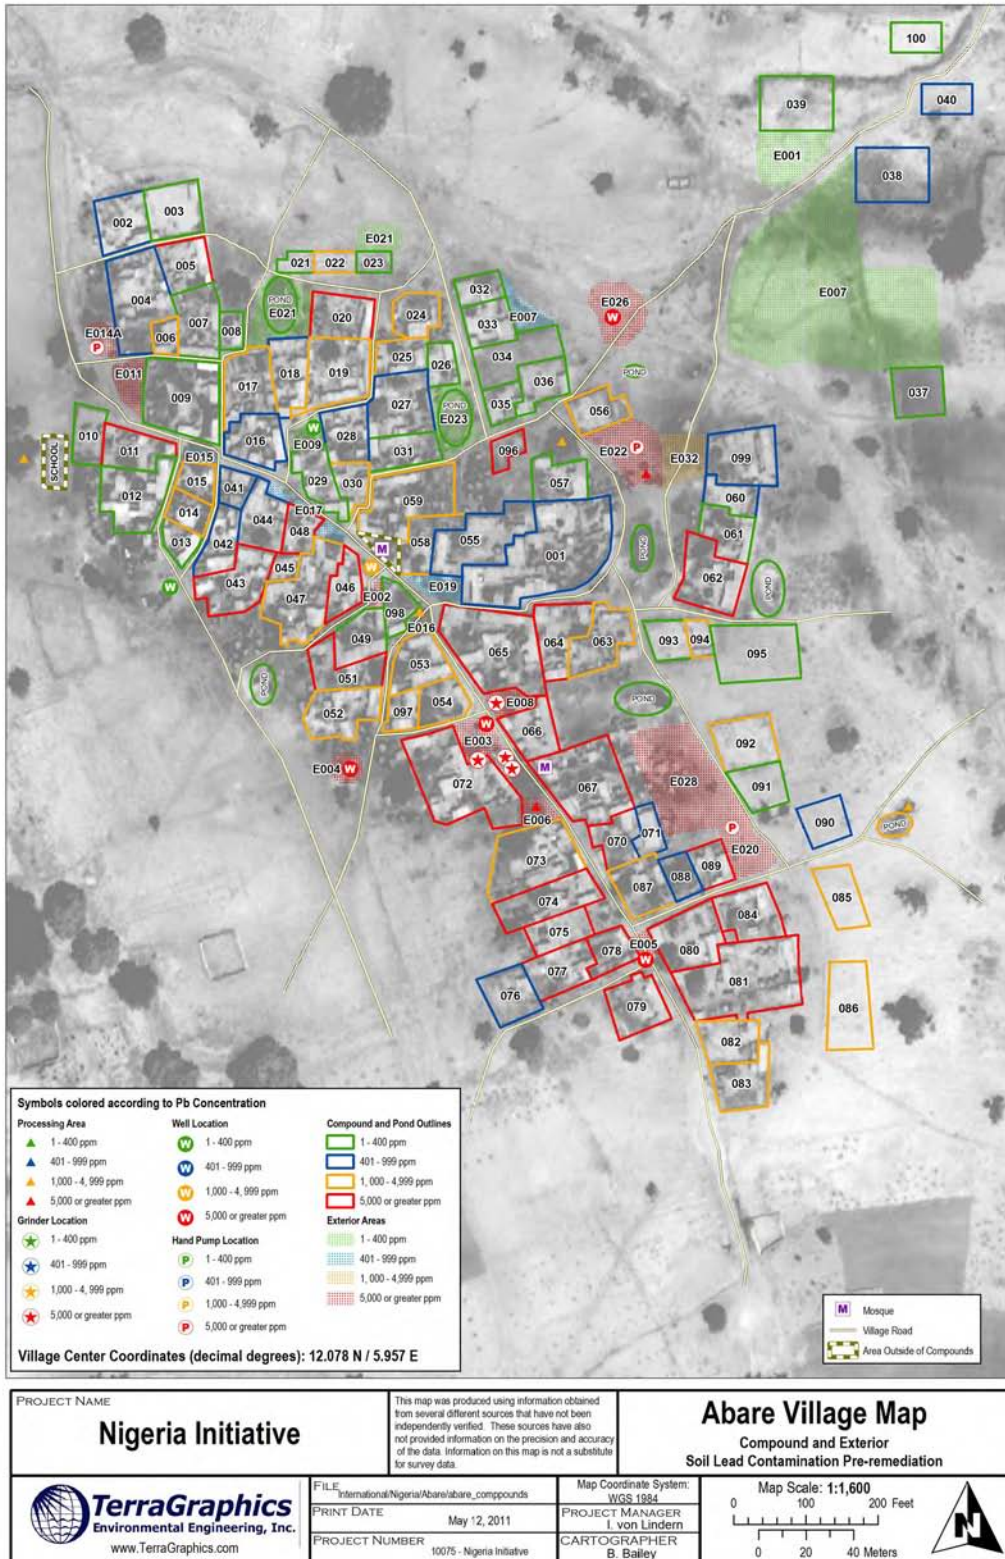 100
039
040
E001
038
003
002
E021
005
021
022
023
032
004
POND
E021
020
024
E007
E026
W
E007
007
033
006
008
E014A
P
025
034
026
POND
017
018
019
036
E011
009
027
POND
E023
035
056
037
010
W
016
E009
028
031
096
E022
P
E032
099
SCHOOL
011
E015
015
041
029
030
059
057
060
012
014
044
E017
048
M
058
055
001
061
013
042
W
045
E019
POND
062
POND
W
043
047
046
E002
098
E016
049
065
064
063
093
094
095
051
053
POND
052
097
054
E008
POND
W
E003
066
092
E004
W
072
M
067
E028
091
E006
P
090
POND
073
070
071
E020
089
074
087
088
085
075
E005
084
078
W
080
076
077
081
079
086
082
083
Symbols colored according to Pb Concentration
Processing Area
1 - 400 ppm
401 - 999 ppm
1,000 - 4, 999 ppm
5,000 or greater ppm
Grinder Location
1 - 400 ppm
401 - 999 ppm
1,000 - 4, 999 ppm
5,000 or greater ppm
Well Location
W 1 - 400 ppm
W 401 - 999 ppm
W 1,000 - 4, 999 ppm
W 5,000 or greater ppm
Hand Pump Location
P 1 - 400 ppm
P 401 - 999 ppm
P 1,000 - 4,999 ppm
P 5,000 or greater ppm
Compound and Pond Outlines
1 - 400 ppm
401 - 999 ppm
1, 000 - 4,999 ppm
5,000 or greater ppm
Exterior Areas
1 - 400 ppm
401 - 999 ppm
1, 000 - 4,999 ppm
5,000 or greater ppm
Village Center Coordinates (decimal degrees): 12.078 N / 5.957 E
M Mosque
Village Road
Area Outside of Compounds
PROJECT NAME
Nigeria Initiative
This map was produced using information obtained
from several different sources that have not been
independently verified. These sources have also
not provided information on the precision and accuracy
of the data. Information on this map is not a substitute
for survey data.
Abare Village Map
Compound and Exterior
Soil Lead Contamination Pre-remediation
TerraGraphics
Environmental Engineering, Inc.
www.TerraGraphics.com
FILE
International/Nigeria/Abare/abare_comppounds
PRINT DATE
May 12, 2011
PROJECT NUMBER
10075 - Nigeria Initiative
Map Coordinate System:
WGS 1984
PROJECT MANAGER
I. von Lindern
CARTOGRAPHER
B. Bailey
Map Scale: 1:1,600
0 100 200 Feet
0 20 40 Meters
N